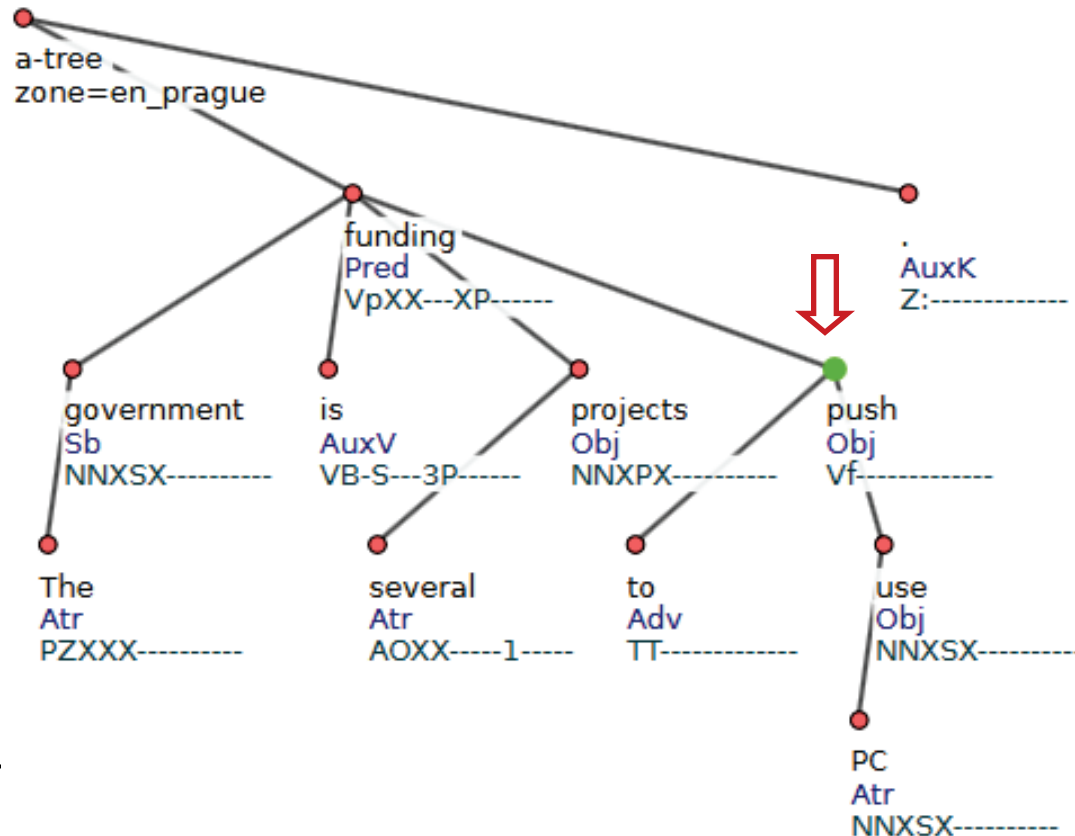 a-tree
zone=en_prague
funding
Pred
VpXX---XP------
.
AuxK
Z:-------------
government
Sb
NNXSX----------
is
AuxV
VB-S---3P------
projects
Obj
NNXPX----------
push
Obj
Vf-------------
The
Atr
PZXXX----------
several
Atr
AOXX-----1-----
to
Adv
TT-------------
use
Obj
NNXSX----------
PC
Atr
NNXSX----------
.